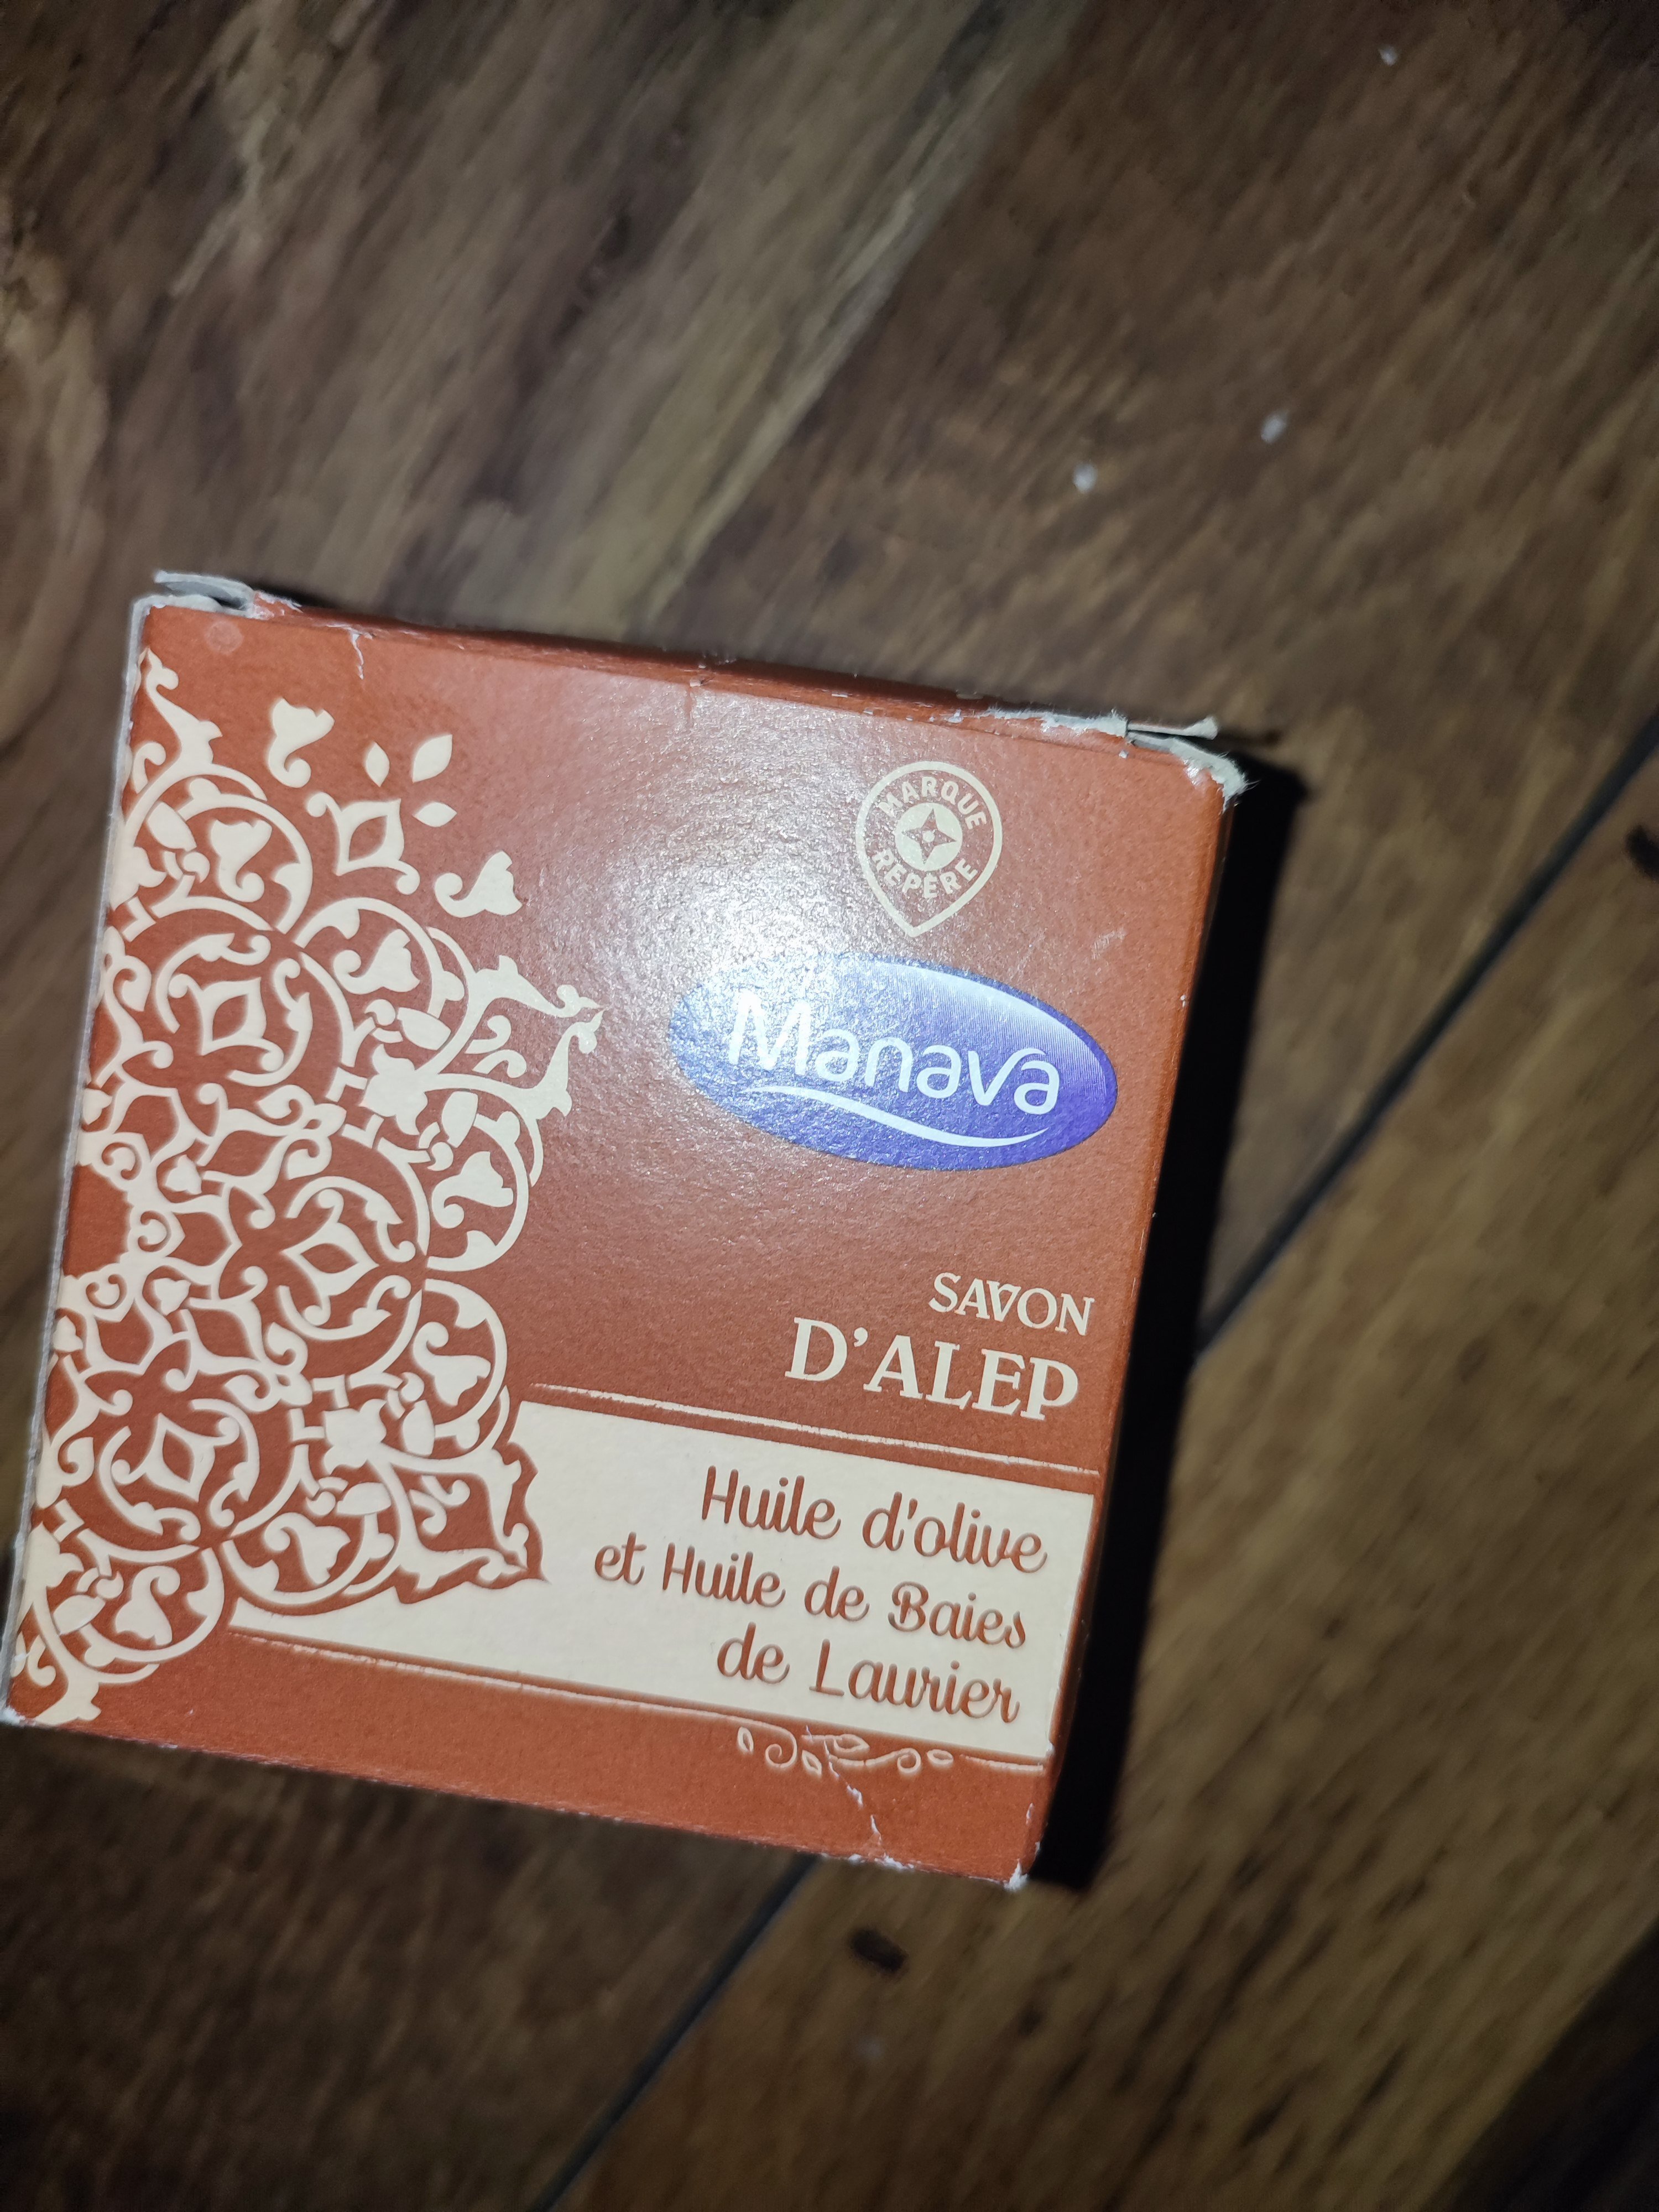 MARQUE
REPÈRE
Manava
SAVON
D'ALEP
Huile d'olive
et Huile de Baies
de Laurier